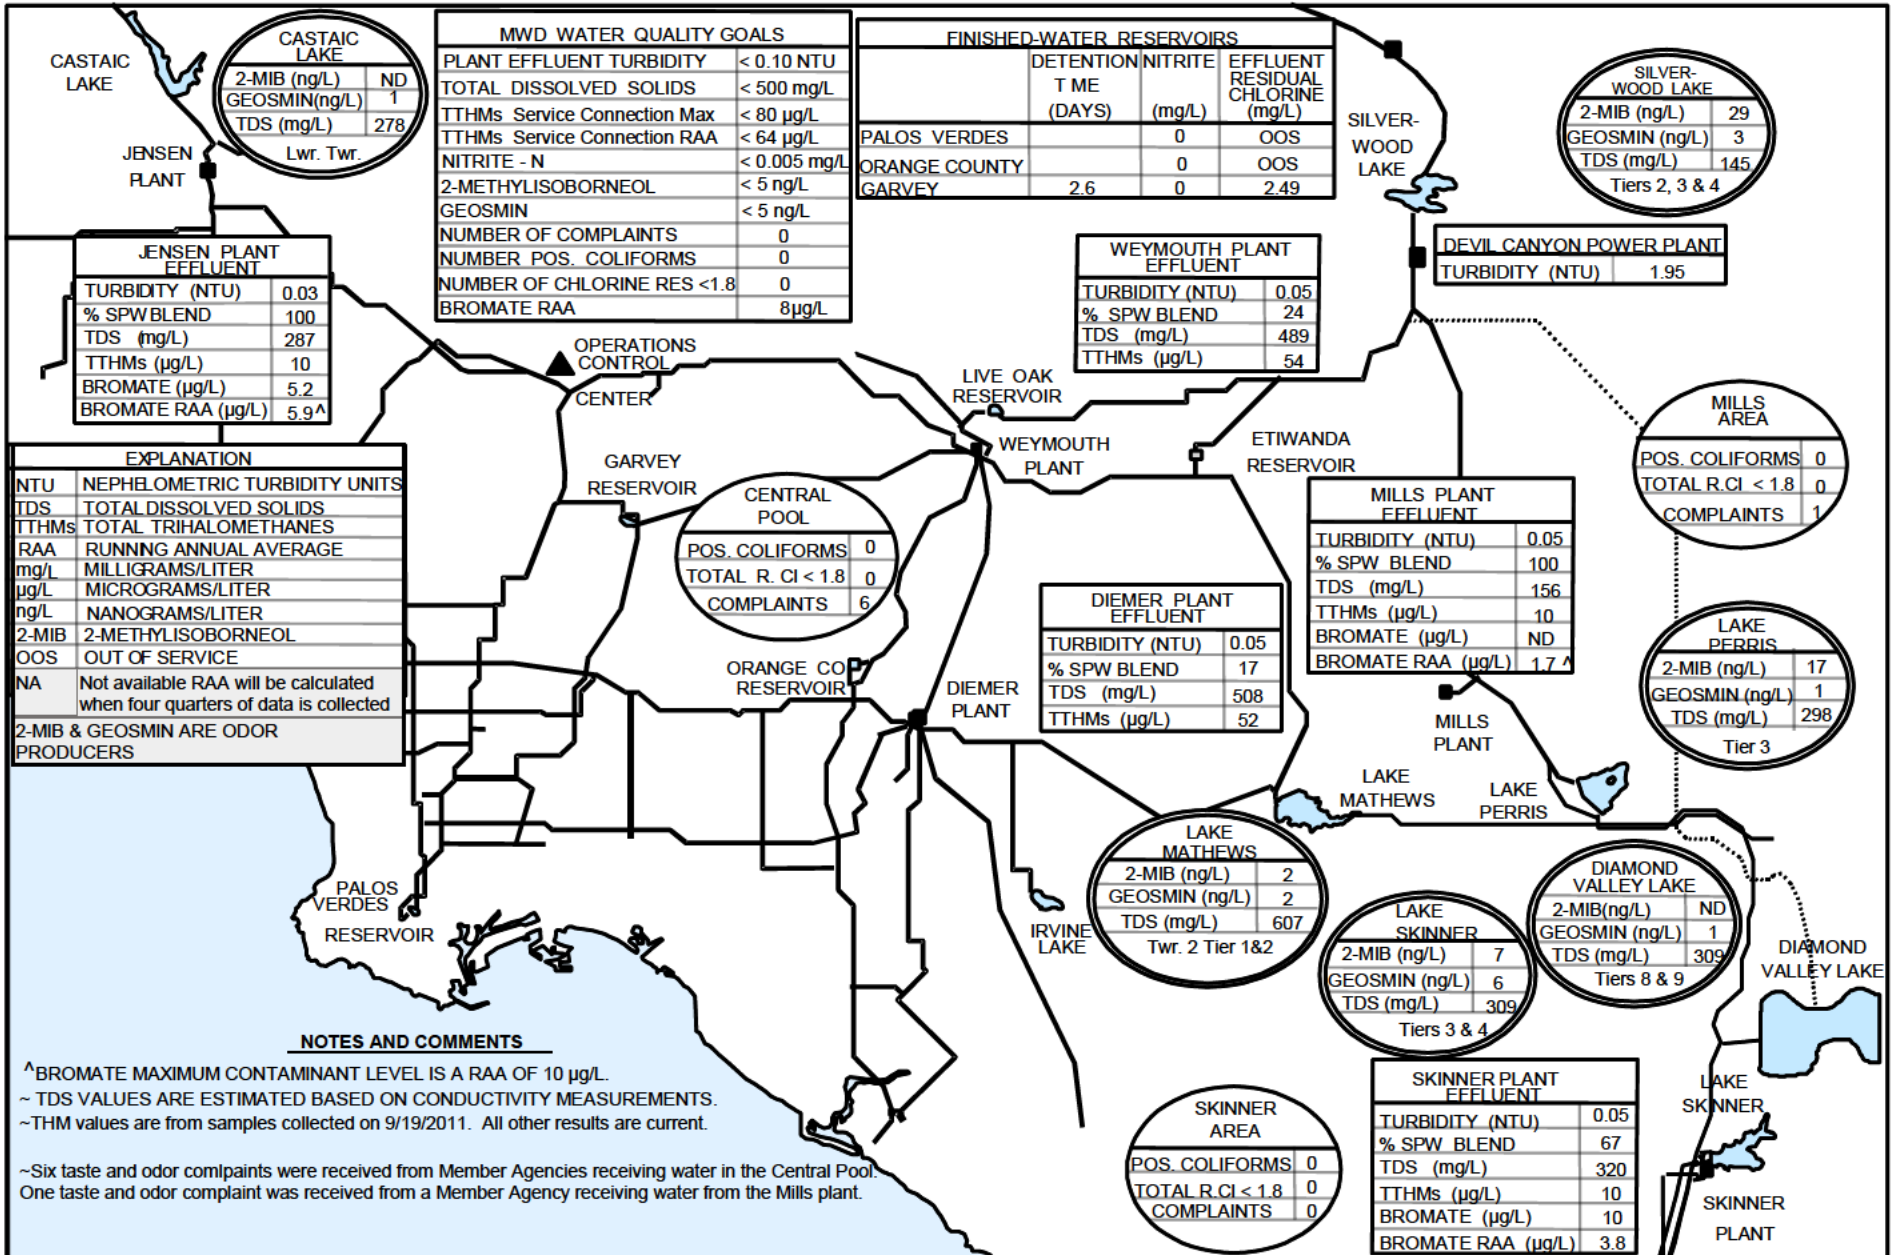 CASTAIC
LAKE
CASTAIC
LAKE
2-MIB (ng/L) ND
GEOSMIN(ng/L) 1
TDS (mg/L) 278
Lwr. Twr.
JENSEN
PLANT
MWD WATER QUALITY GOALS
PLANT EFFLUENT TURBIDITY < 0.10 NTU
TOTAL DISSOLVED SOLIDS < 500 mg/L
TTHMs Service Connection Max < 80 µg/L
TTHMs Service Connection RAA < 64 µg/L
NITRITE - N < 0.005 mg/L
2-METHYLISOBORNEOL < 5 ng/L
GEOSMIN < 5 ng/L
NUMBER OF COMPLAINTS 0
NUMBER POS. COLIFORMS 0
NUMBER OF CHLORINE RES <1.8 0
BROMATE RAA 8µg/L
FINISHED-WATER RESERVOIRS
DETENTION NITRITE EFFLUENT
T ME RESIDUAL
CHLORINE
(DAYS) (mg/L) (mg/L)
PALOS VERDES 0 OOS
ORANGE COUNTY 0 OOS
GARVEY 2.6 0 2.49
SILVER-
WOOD
LAKE
SILVER-
WOOD LAKE
2-MIB (ng/L) 29
GEOSMIN (ng/L) 3
TDS (mg/L) 145
Tiers 2, 3 & 4
DEVIL CANYON POWER PLANT
TURBIDITY (NTU) 1.95
JENSEN PLANT
EFFLUENT
TURBIDITY (NTU) 0.03
% SPW BLEND 100
TDS (mg/L) 287
TTHMs (µg/L) 10
BROMATE (µg/L) 5.2
BROMATE RAA (µg/L) 5.9^
WEYMOUTH PLANT
EFFLUENT
TURBIDITY (NTU) 0.05
% SPW BLEND 24
TDS (mg/L) 489
TTHMs (µg/L) 54
OPERATIONS
CONTROL
CENTER
LIVE OAK
RESERVOIR
WEYMOUTH
PLANT
ETIWANDA
RESERVOIR
GARVEY
RESERVOIR
MILLS
AREA
POS. COLIFORMS 0
TOTAL R.CI < 1.8 0
COMPLAINTS 1
EXPLANATION
NTU NEPHELOMETRIC TURBIDITY UNITS
TDS TOTAL DISSOLVED SOLIDS
TTHMs TOTAL TRIHALOMETHANES
RAA RUNNING ANNUAL AVERAGE
mg/L MILLIGRAMS/LITER
µg/L MICROGRAMS/LITER
ng/L NANOGRAMS/LITER
2-MIB 2-METHYLISOBORNEOL
OOS OUT OF SERVICE
NA Not available RAA will be calculated
when four quarters of data is collected
2-MIB & GEOSMIN ARE ODOR
PRODUCERS
CENTRAL
POOL
POS. COLIFORMS 0
TOTAL R. CI < 1.8 0
COMPLAINTS 6
MILLS PLANT
EFFLUENT
TURBIDITY (NTU) 0.05
% SPW BLEND 100
TDS (mg/L) 156
TTHMs (µg/L) 10
BROMATE (µg/L) ND
BROMATE RAA (µg/L) 1.7 ^
DIEMER PLANT
EFFLUENT
TURBIDITY (NTU) 0.05
% SPW BLEND 17
TDS (mg/L) 508
TTHMs (µg/L) 52
LAKE
PERRIS
2-MIB (ng/L) 17
GEOSMIN (ng/L) 1
TDS (mg/L) 298
Tier 3
ORANGE CO
RESERVOIR
DIEMER
PLANT
MILLS
PLANT
LAKE
MATHEWS
LAKE
PERRIS
LAKE
MATHEWS
2-MIB (ng/L) 2
GEOSMIN (ng/L) 2
TDS (mg/L) 607
Twr. 2 Tier 1&2
DIAMOND
VALLEY LAKE
2-MIB(ng/L) ND
GEOSMIN (ng/L) 1
TDS (mg/L) 309
Tiers 8 & 9
PALOS
VERDES
RESERVOIR
IRVINE
LAKE
LAKE
SKINNER
2-MIB (ng/L) 7
GEOSMIN (ng/L) 6
TDS (mg/L) 309
Tiers 3 & 4
DIAMOND
VALLEY LAKE
NOTES AND COMMENTS
^BROMATE MAXIMUM CONTAMINANT LEVEL IS A RAA OF 10 µg/L.
~ TDS VALUES ARE ESTIMATED BASED ON CONDUCTIVITY MEASUREMENTS.
~THM values are from samples collected on 9/19/2011. All other results are current.
~Six taste and odor comlpaints were received from Member Agencies receiving water in the Central Pool.
One taste and odor complaint was received from a Member Agency receiving water from the Mills plant.
SKINNER
AREA
POS. COLIFORMS 0
TOTAL R.CI < 1.8 0
COMPLAINTS 0
SKINNER PLANT
EFFLUENT
TURBIDITY (NTU) 0.05
% SPW BLEND 67
TDS (mg/L) 320
TTHMs (µg/L) 10
BROMATE (µg/L) 10
BROMATE RAA (µg/L) 3.8
LAKE
SKINNER
SKINNER
PLANT